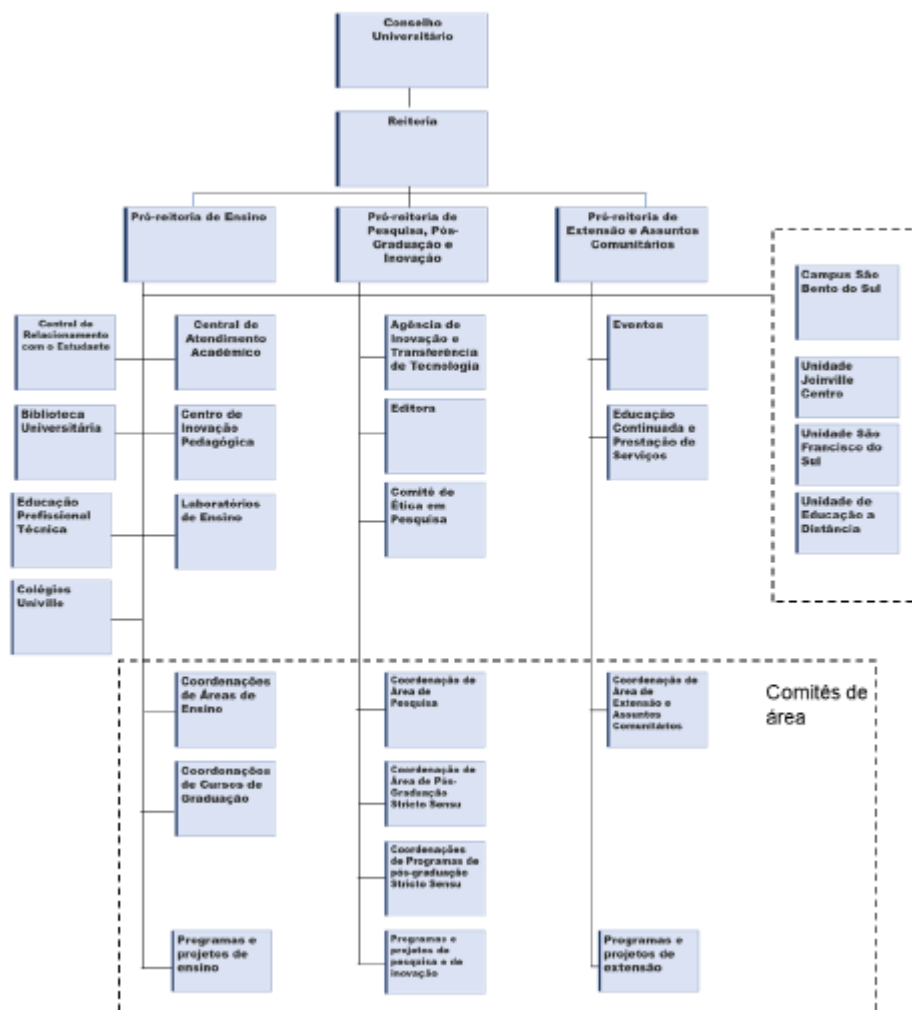 Conselho
Universitário
Reitoria
Pró-reitoria de Ensino
Pró-reitoria de
Pesquisa, Pós-
Graduação e
Inovação
Pró-reitoria de
Extensão e Assuntos
Comunitários
Campus São
Bento do Sul
Unidade
Joinville
Centro
Unidade São
Francisco do
Sul
Unidade de
Educação a
Distância
Central de
Relacionamento
com o Estudante
Central de
Atendimento
Acadêmico
Agência de
Inovação e
Transferência
de Tecnologia
Eventos
Biblioteca
Universitária
Centro de
Inovação
Pedagógica
Editora
Educação
Continuada e
Prestação de
Serviços
Educação
Profissional
Técnica
Laboratórios
de Ensino
Comitê de
Ética em
Pesquisa
Colégios
Univille
Coordenações
de Áreas de
Ensino
Coordenação de
Área de
Pesquisa
Coordenação de
Área de
Extensão e
Assuntos
Comunitários
Comitês de
área
Coordenações
de Cursos de
Graduação
Coordenação de
Área de Pós-
Graduação
Stricto Sensu
Coordenações
de Programas de
pós-graduação
Stricto Sensu
Programas e
projetos de
ensino
Programas e
projetos de
pesquisa e de
inovação
Programas e
projetos de
extensão